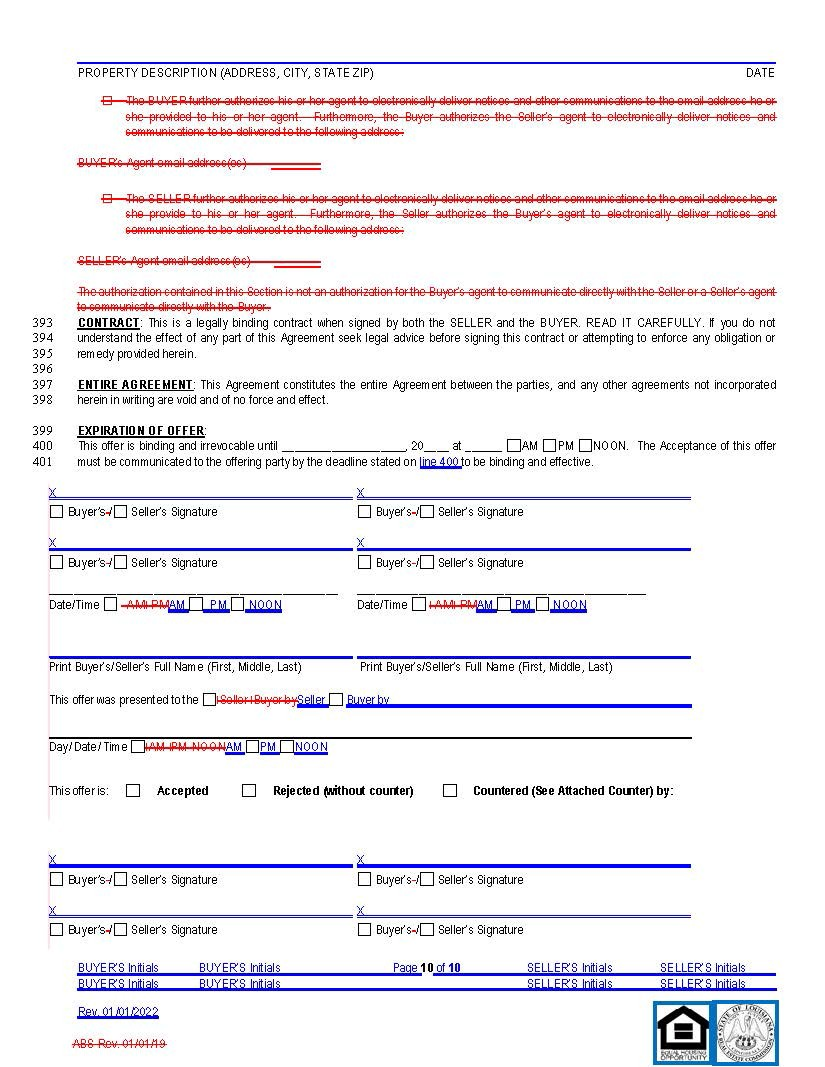 PROPERTY DESCRIPTION (ADDRESS, CITY, STATE ZIP) DATE
☐ The BUYER further authorizes his or her agent to electronically deliver notices and other communications to the email address he or
she provided to his or her agent. Furthermore, the Buyer authorizes the Seller's agent to electronically deliver notices and
communications to be delivered to the following address:
BUYER's Agent email address(es)
☐ The SELLER further authorizes his or her agent to electronically deliver notices and other communications to the email address he or
she provide to his or her agent. Furthermore, the Seller authorizes the Buyer's agent to electronically deliver notices and
communications to be delivered to the following address:
SELLER's Agent email address(es)
The authorization contained in this Section is not an authorization for the Buyer's agent to communicate directly with the Seller or a Seller's agent
to communicate directly with the Buyer.
393 CONTRACT: This is a legally binding contract when signed by both the SELLER and the BUYER. READ IT CAREFULLY. If you do not
394 understand the effect of any part of this Agreement seek legal advice before signing this contract or attempting to enforce any obligation or
395 remedy provided herein.
396
397 ENTIRE AGREEMENT: This Agreement constitutes the entire Agreement between the parties, and any other agreements not incorporated
398 herein in writing are void and of no force and effect.
399 EXPIRATION OF OFFER:
400 This offer is binding and irrevocable until ____________________, 20____ at ______ ☐AM ☐PM ☐NOON. The Acceptance of this offer
401 must be communicated to the offering party by the deadline stated on line 400 to be binding and effective.
X X
☐ Buyer's-/☐ Seller's Signature ☐ Buyer's-/☐ Seller's Signature
X X
☐ Buyer's-/☐ Seller's Signature ☐ Buyer's-/☐ Seller's Signature
Date/Time ☐ AM PM AM ☐ PM ☐ NOON Date/Time ☐ AM PM AM ☐ PM ☐ NOON
Print Buyer's/Seller's Full Name (First, Middle, Last) Print Buyer's/Seller's Full Name (First, Middle, Last)
This offer was presented to the ☐ Seller Buyer by Seller ☐ Buyer by
Day/Date/Time ☐ AM PM NOON AM ☐ PM ☐ NOON
This offer is: ☐ Accepted ☐ Rejected (without counter) ☐ Countered (See Attached Counter) by:
X X
☐ Buyer's-/☐ Seller's Signature ☐ Buyer's-/☐ Seller's Signature
X X
☐ Buyer's-/☐ Seller's Signature ☐ Buyer's-/☐ Seller's Signature
BUYER'S Initials BUYER'S Initials Page 10 of 10 SELLER'S Initials SELLER'S Initials
BUYER'S Initials BUYER'S Initials SELLER'S Initials SELLER'S Initials
Rev. 01/01/2022
ABS Rev. 01/01/19
EQUAL HOUSING
OPPORTUNITY
STATE OF LOUISIANA
REAL ESTATE COMMISSION